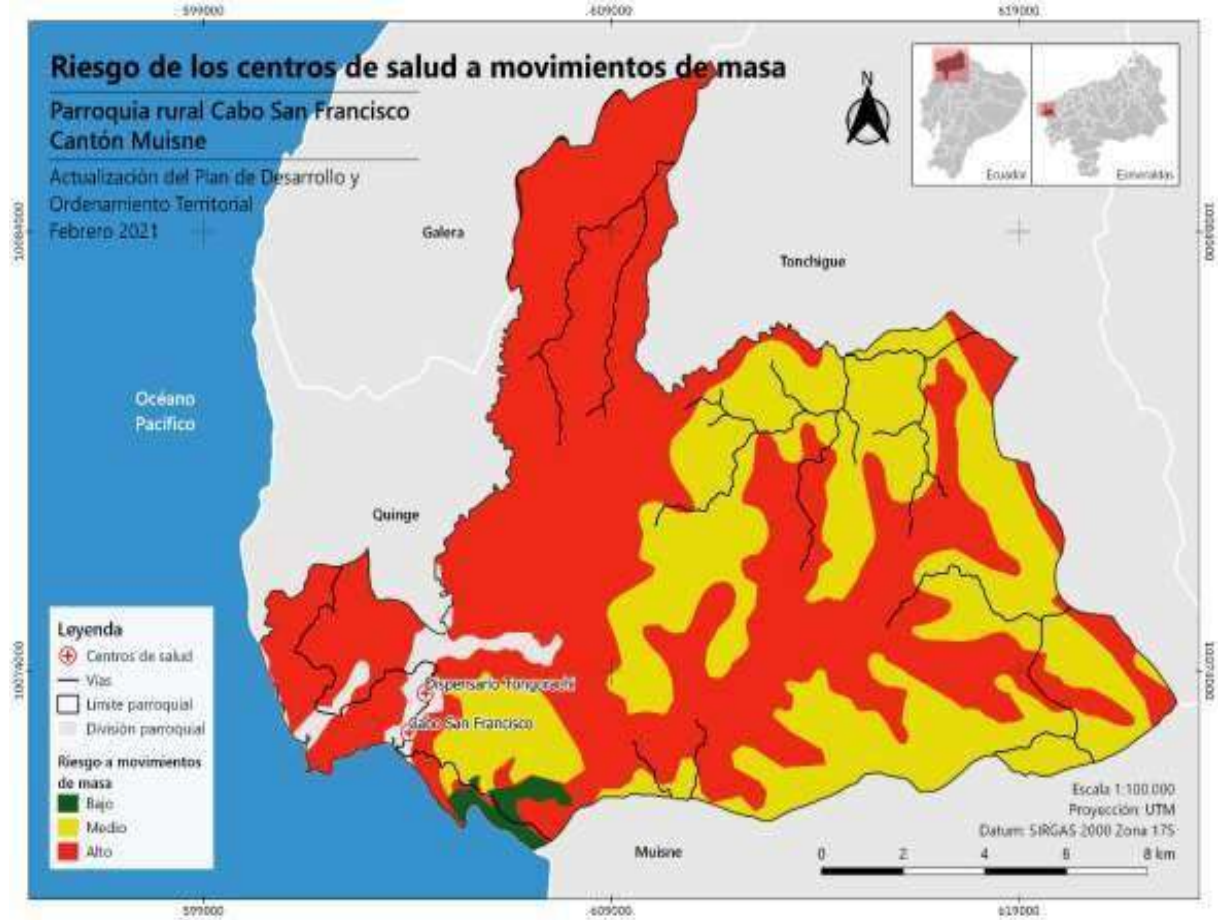 599000
609000
619000
Riesgo de los centros de salud a movimientos de masa
Parroquia rural Cabo San Francisco
Cantón Muisne
Actualización del Plan de Desarrollo y
Ordenamiento Territorial
Febrero 2021
N
Ecuador
Esmeraldas
10084000
10084000
Galera
Tonchigue
Océano
Pacífico
Quinge
Leyenda
Centros de salud
Vías
Límite parroquial
División parroquial
Riesgo a movimientos
de masa
Bajo
Medio
Alto
10074000
10074000
Dispensario Tongorachi
Cabo San Francisco
Muisne
Escala 1:100.000
Proyección: UTM
Datum: SIRGAS 2000 Zona 17S
0 2 4 6 8 km
599000
609000
619000